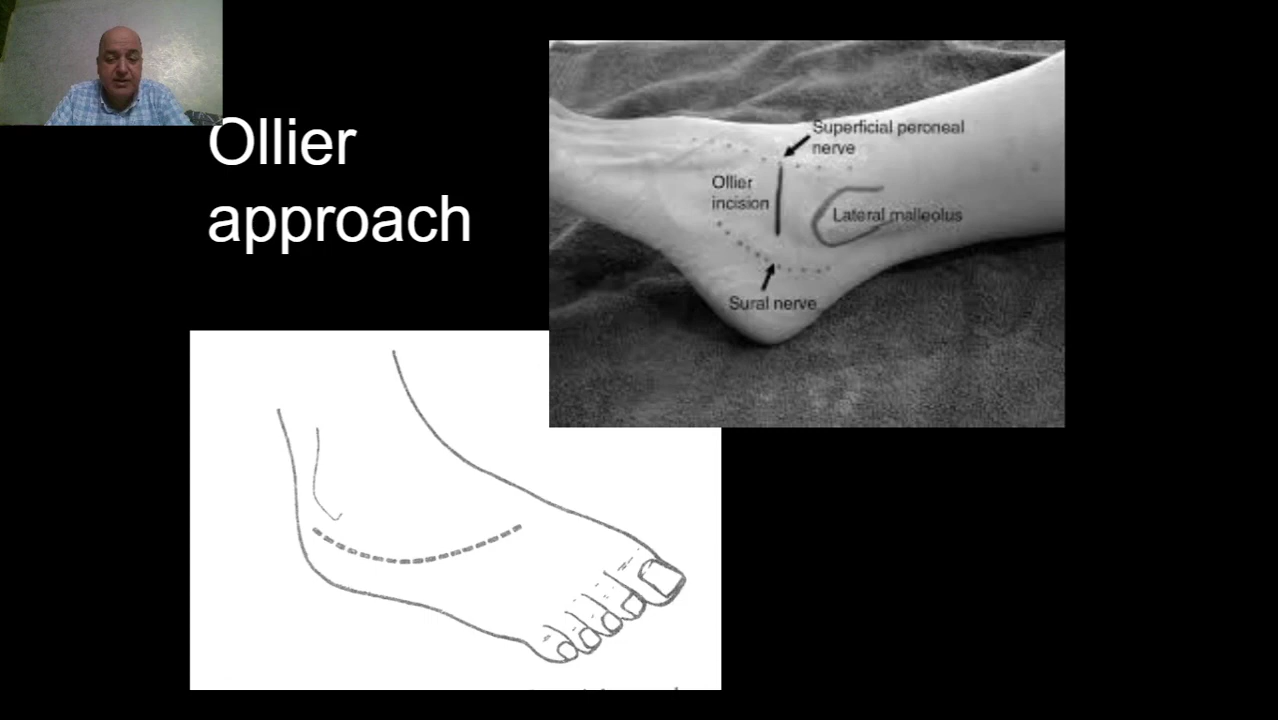 Ollier
approach
Superficial peroneal
nerve
Ollier
incision
Lateral malleolus
Sural nerve